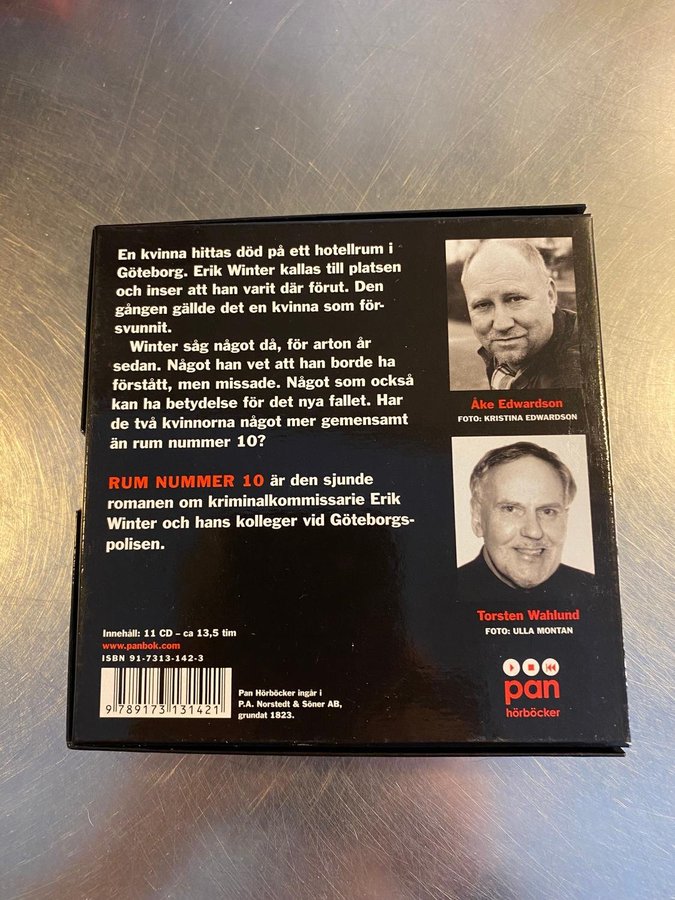 En kvinna hittas död på ett hotellrum i
Göteborg. Erik Winter kallas till platsen
och inser att han varit där förut. Den
gången gällde det en kvinna som för-
svunnit.
Winter såg något då, för arton år
sedan. Något han vet att han borde ha
förstått, men missade. Något som också
kan ha betydelse för det nya fallet. Har
de två kvinnorna något mer gemensamt
än rum nummer 10?
RUM NUMMER 10 är den sjunde
romanen om kriminalkommissarie Erik
Winter och hans kolleger vid Göteborgs-
polisen.
Åke Edwardson
FOTO: KRISTINA EDWARDSON
Torsten Wahlund
FOTO: ULLA MONTAN
Innehåll: 11 CD – ca 13,5 tim
www.panbok.com
ISBN 91-7313-142-3
9 789173 131421
Pan Hörböcker ingår i
P.A. Norstedt & Söner AB,
grundat 1823.
pan
hörböcker